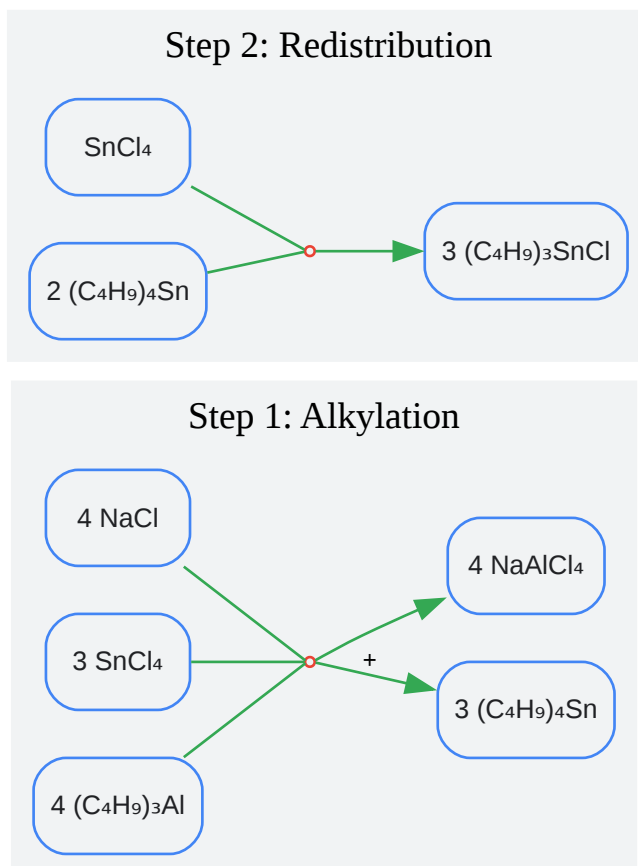 Step 2: Redistribution
SnCl₄
3 (C₄H₉)₃SnCl
2 (C₄H₉)₄Sn
Step 1: Alkylation
4 NaCl
4 NaAlCl₄
3 SnCl₄
+
3 (C₄H₉)₄Sn
4 (C₄H₉)₃Al